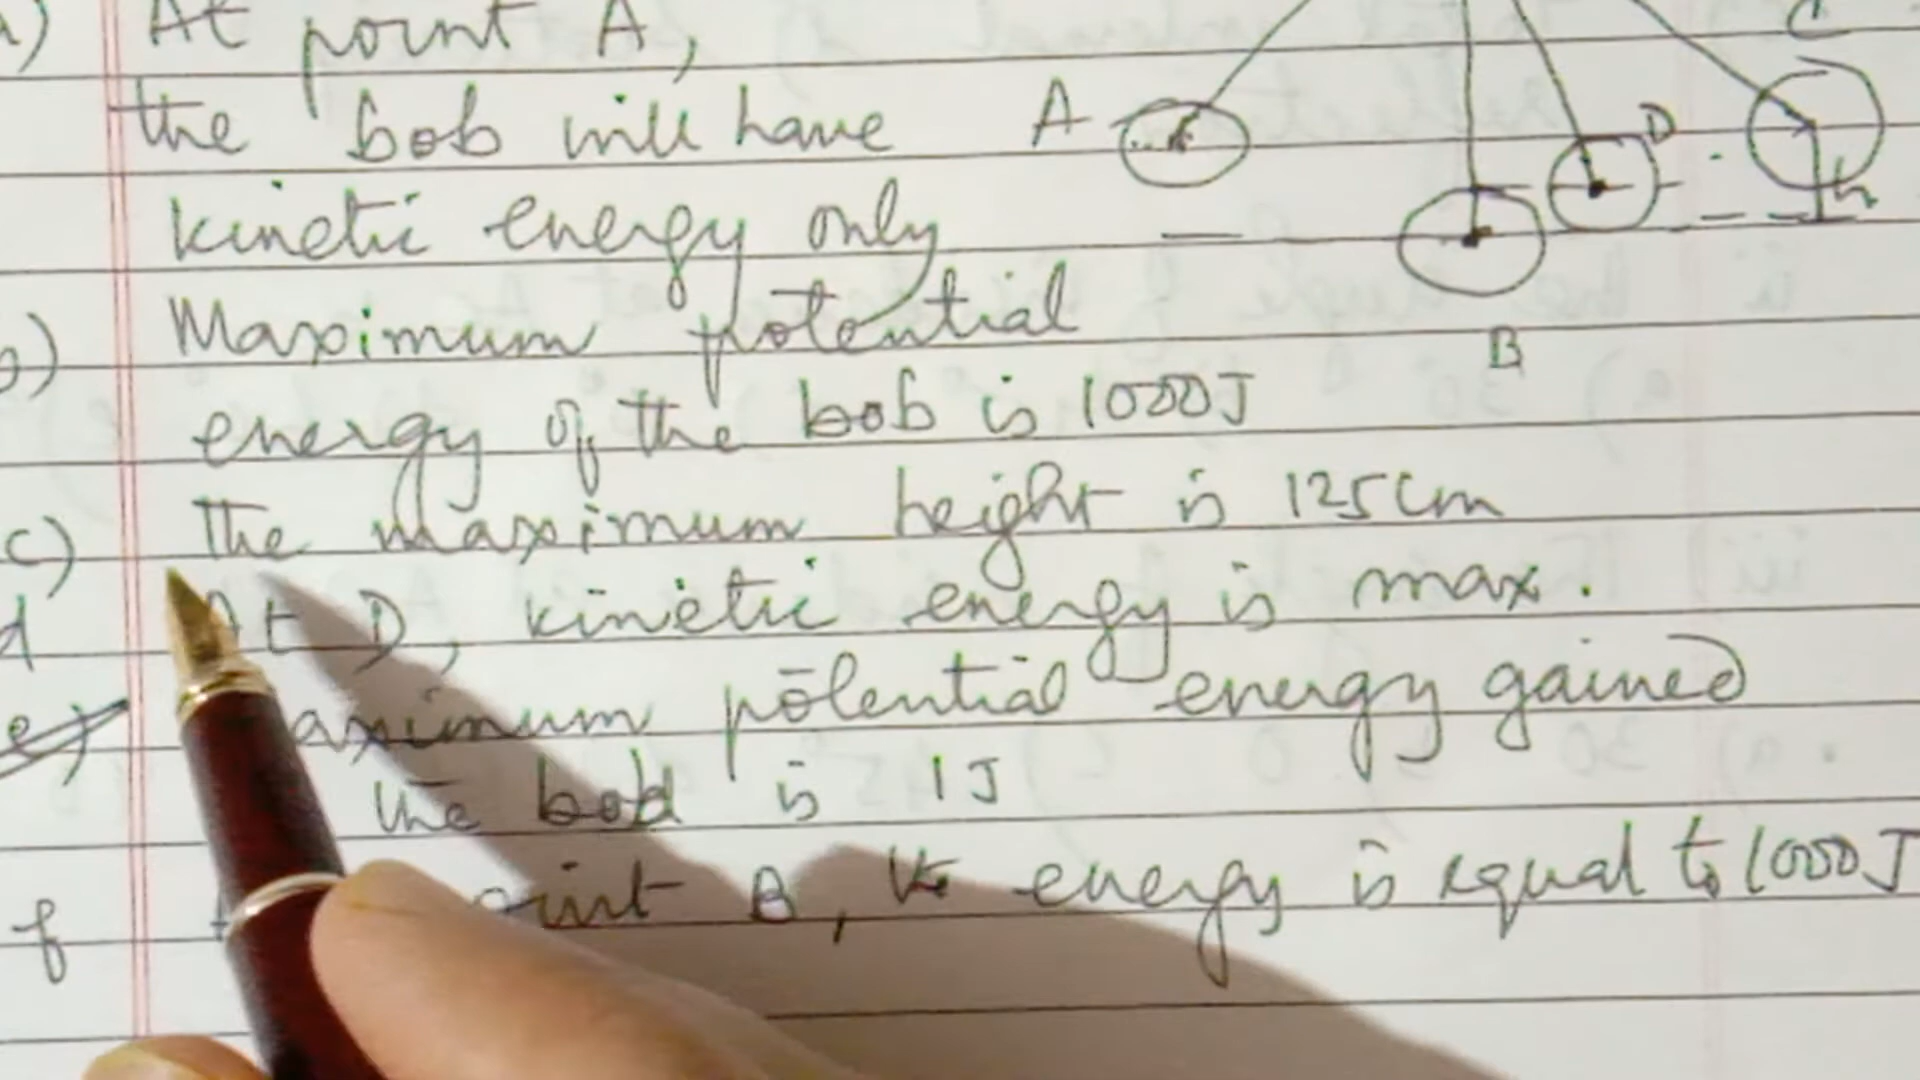 At point A,
the bob will have
A
C
D
h
kinetic energy only
b) Maximum potential
B
energy of the bob is 1000J
c) The maximum height is 125cm
d At D, kinetic energy is max.
e) aximum potential energy gained
the bob is 1J
f point B, the energy is equal to 1000J